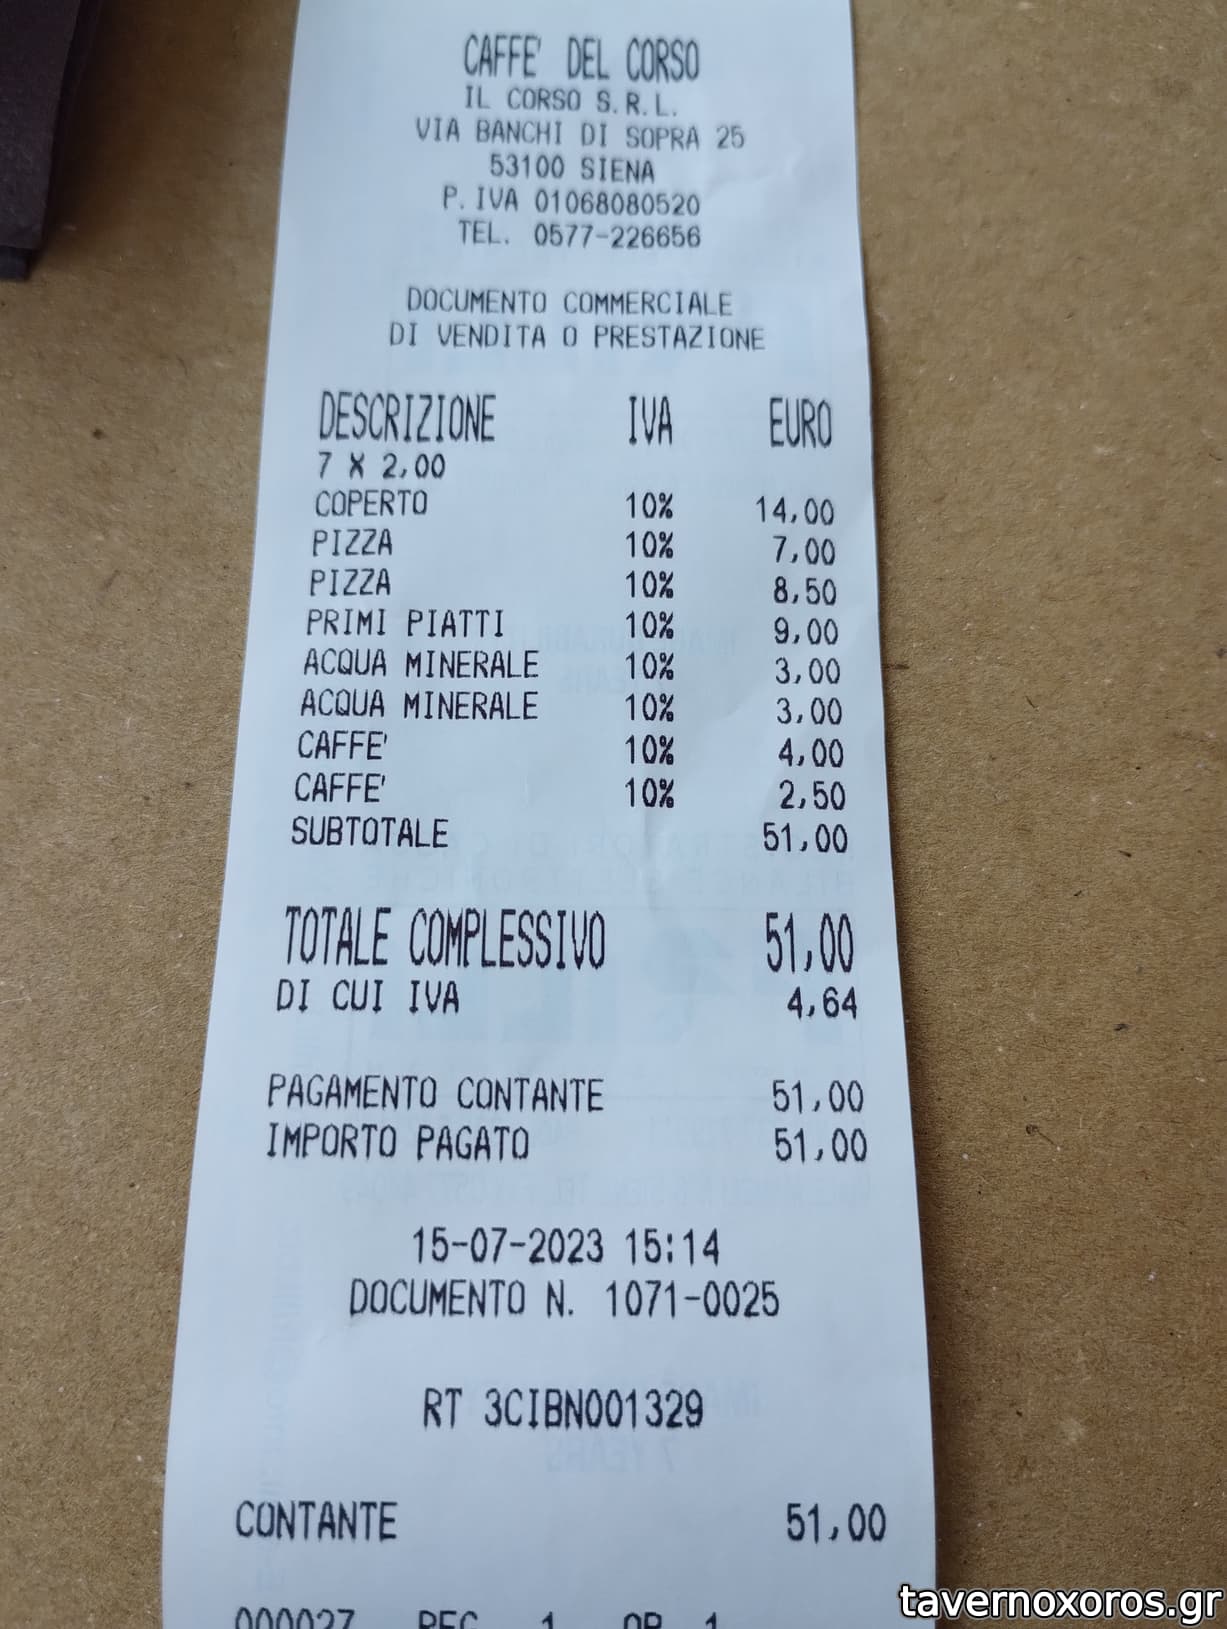 CAFFE' DEL CORSO
IL CORSO S.R.L.
VIA BANCHI DI SOPRA 25
53100 SIENA
P.IVA 01068080520
TEL. 0577-226656
DOCUMENTO COMMERCIALE
DI VENDITA O PRESTAZIONE
DESCRIZIONE IVA EURO
7 X 2,00
COPERTO 10% 14,00
PIZZA 10% 7,00
PIZZA 10% 8,50
PRIMI PIATTI 10% 9,00
ACQUA MINERALE 10% 3,00
ACQUA MINERALE 10% 3,00
CAFFE' 10% 4,00
CAFFE' 10% 2,50
SUBTOTALE 51,00
TOTALE COMPLESSIVO 51,00
DI CUI IVA 4,64
PAGAMENTO CONTANTE 51,00
IMPORTO PAGATO 51,00
15-07-2023 15:14
DOCUMENTO N. 1071-0025
RT 3CIBN001329
CONTANTE 51,00
000027 REG 1 OP 1
tavernoxoros.gr